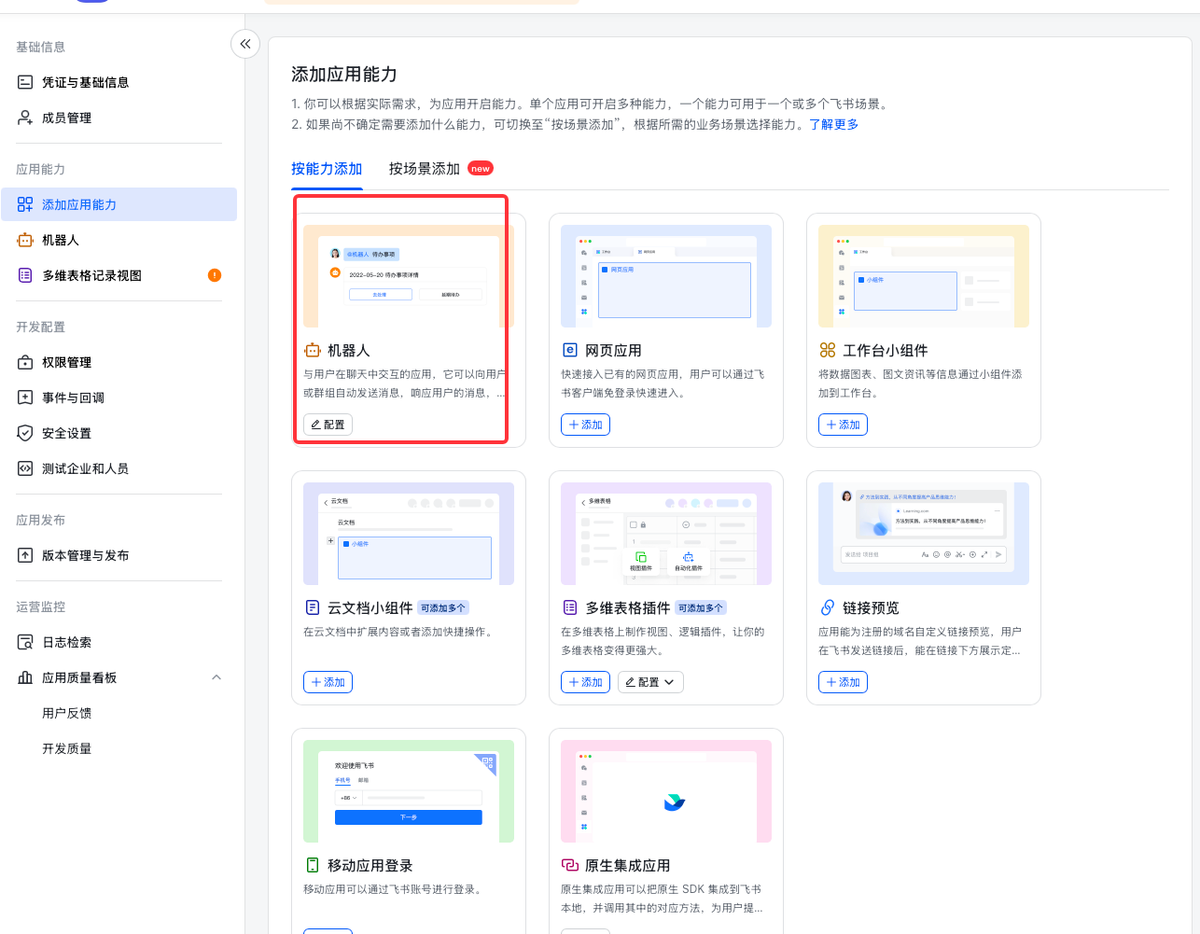 基础信息
凭证与基础信息
成员管理
应用能力
添加应用能力
机器人
多维表格记录视图
开发配置
权限管理
事件与回调
安全设置
测试企业和人员
应用发布
版本管理与发布
运营监控
日志检索
应用质量看板
用户反馈
开发质量
添加应用能力
1. 你可以根据实际需求，为应用开启能力。单个应用可开启多种能力，一个能力可用于一个或多个飞书场景。
2. 如果尚不确定需要添加什么能力，可切换至“按场景添加”，根据所需的业务场景选择能力。了解更多
按能力添加
按场景添加 new
@机器人 待办事项
2022-05-20 待办事项详情
机器人
与用户在聊天中交互的应用，它可以向用户
或群组自动发送消息，响应用户的消息，...
配置
网页应用
网页应用
快速接入已有的网页应用，用户可以通过飞
书客户端免登录快速进入。
添加
小组件
工作台小组件
将数据图表、图文资讯等信息通过小组件添
加到工作台。
添加
云文档
云文档
小组件
云文档小组件 可添加多个
在云文档中扩展内容或者添加快捷操作。
添加
多维表格
视图插件
自动化插件
多维表格插件 可添加多个
在多维表格上制作视图、逻辑插件，让你的
多维表格变得更强大。
添加
配置
方法到实践，从不同角度提高产品思维能力！
Learning.com
方法到实践，从不同角度提高产品思维能力！
链接预览
应用能为注册的域名自定义链接预览，用户
在飞书发送链接后，能在链接下方展示定...
添加
欢迎使用飞书
手机号 邮箱
+86
下一步
移动应用登录
移动应用可以通过飞书账号进行登录。
原生集成应用
原生集成应用可以把原生 SDK 集成到飞书
本地，并调用其中的对应方法，为用户提...